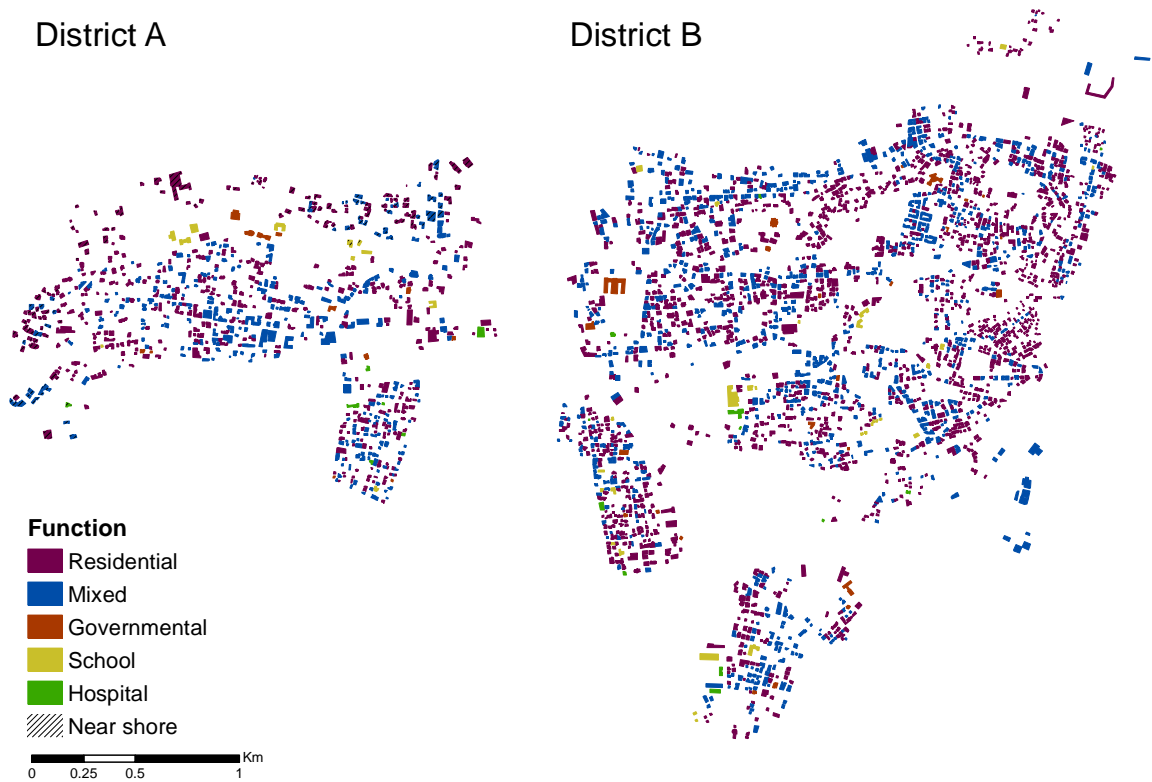 District A
District B
Function
Residential
Mixed
Governmental
School
Hospital
Near shore
Km
0 0.25 0.5 1